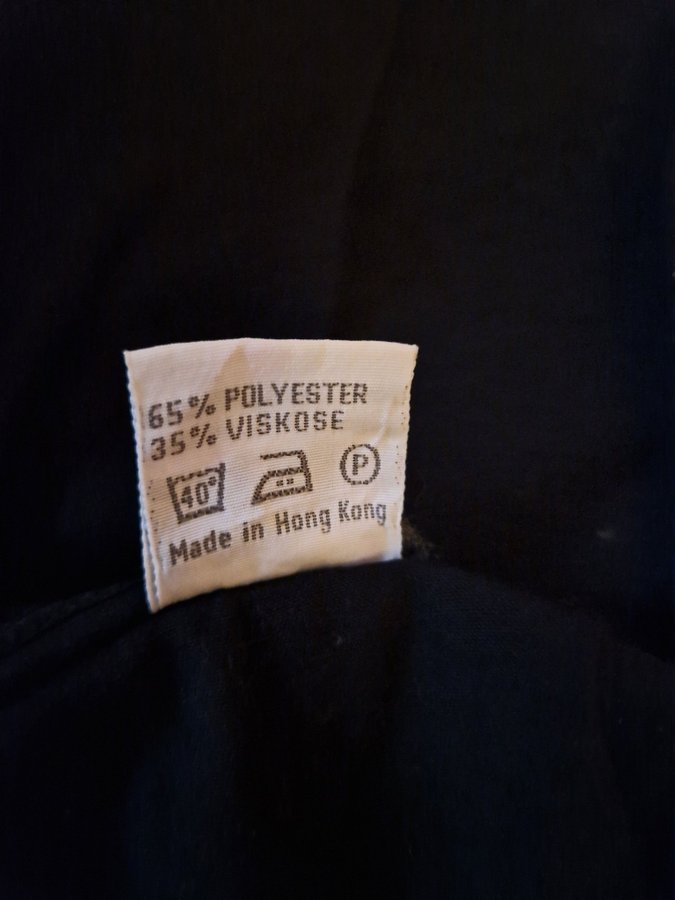 65% POLYESTER
35% VISKOSE
40° P
Made in Hong Kong